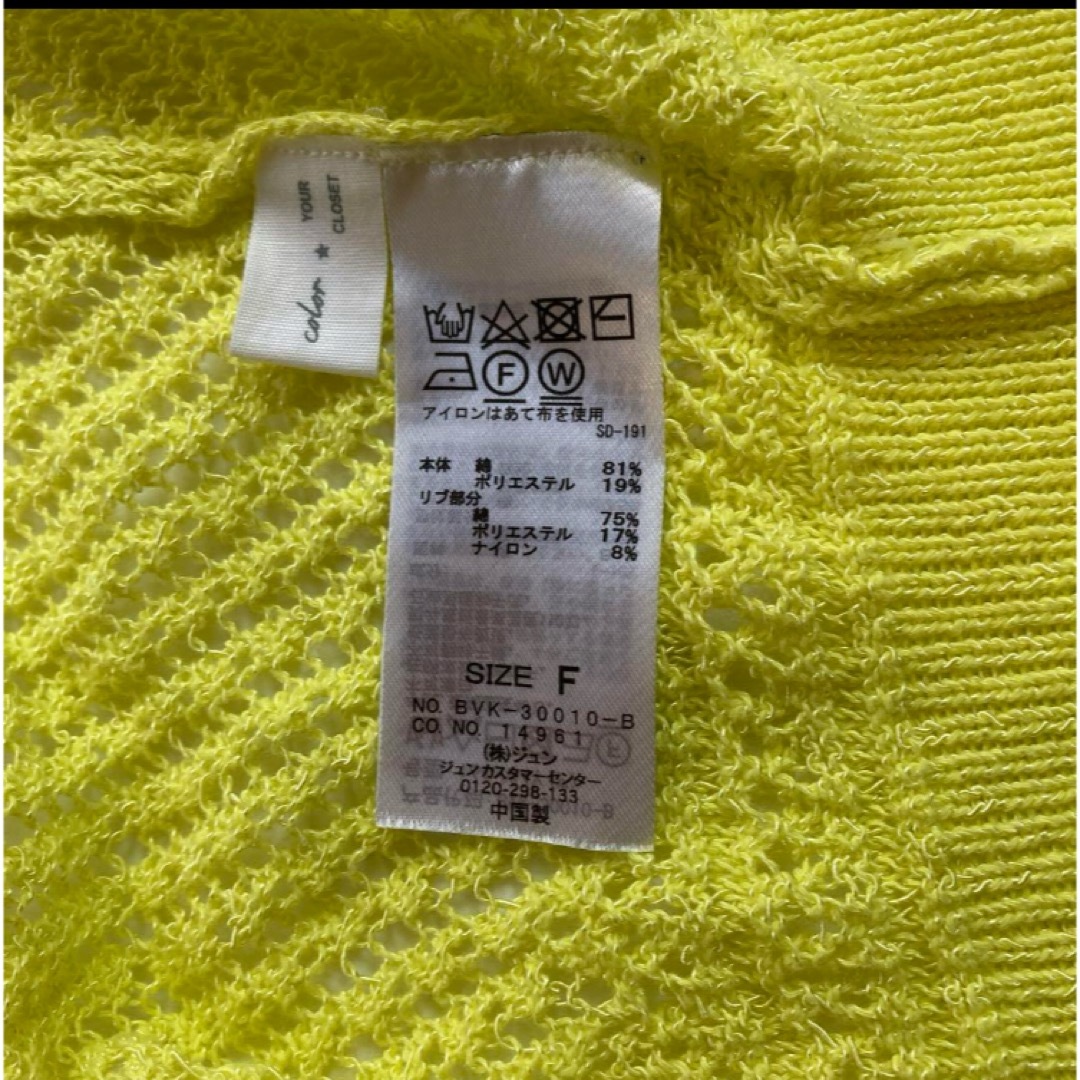 color ★ YOUR
CLOSET
F W
アイロンはあて布を使用
SD-191
本体 綿 81%
ポリエステル 19%
リブ部分
綿 75%
ポリエステル 17%
ナイロン 8%
SIZE F
NO. BVK-30010-B
CO. NO. 14961
(株)ジュン
ジュンカスタマーセンター
0120-298-133
中国製